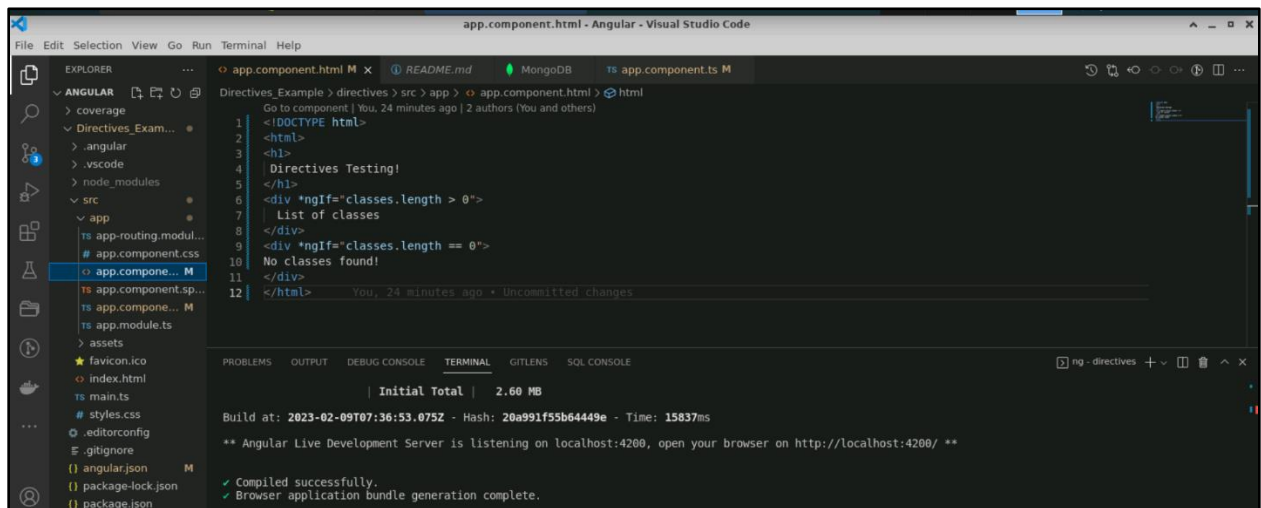 app.component.html - Angular - Visual Studio Code
File Edit Selection View Go Run Terminal Help
EXPLORER ...
app.component.html M README.md MongoDB TS app.component.ts M
ANGULAR
Directives_Example > directives > src > app > app.component.html > html
coverage
Go to component | You, 24 minutes ago | 2 authors (You and others)
Directives_Exam...
.angular
.vscode
node_modules
src
app
TS app-routing.modul...
# app.component.css
app.compone... M
TS app.component.sp...
TS app.compone... M
TS app.module.ts
assets
favicon.ico
index.html
TS main.ts
# styles.css
.editorconfig
.gitignore
{} angular.json M
{} package-lock.json
{} package.json
3
1 <!DOCTYPE html>
2 <html>
3 <h1>
4 Directives Testing!
5 </h1>
6 <div *ngIf="classes.length > 0">
7 List of classes
8 </div>
9 <div *ngIf="classes.length == 0">
10 No classes found!
11 </div>
12 </html> You, 24 minutes ago • Uncommitted changes
PROBLEMS OUTPUT DEBUG CONSOLE TERMINAL GITLENS SQL CONSOLE
ng - directives
| Initial Total | 2.60 MB
Build at: 2023-02-09T07:36:53.075Z - Hash: 20a991f55b64449e - Time: 15837ms
** Angular Live Development Server is listening on localhost:4200, open your browser on http://localhost:4200/ **
✔ Compiled successfully.
✔ Browser application bundle generation complete.